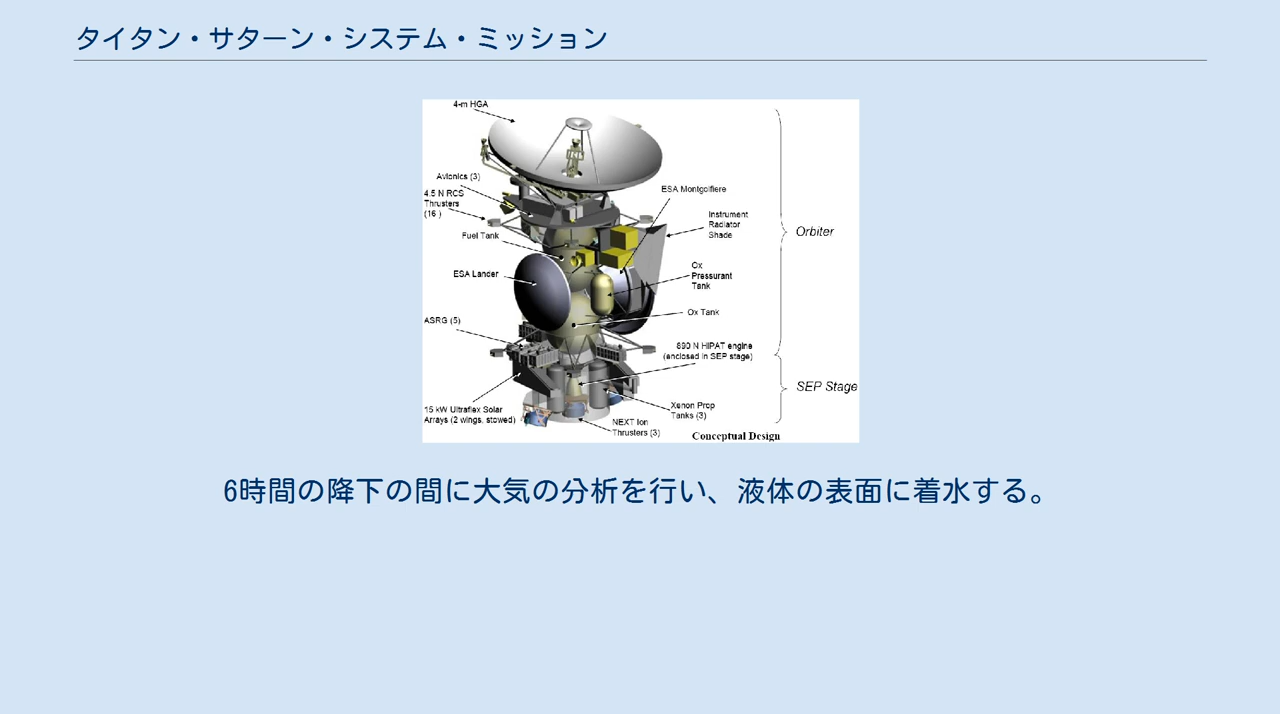 タイタン・サターン・システム・ミッション
4-m HGA
Avionics (3)
4.5 N RCS
Thrusters
(16 )
Fuel Tank
ESA Lander
ASRG (5)
15 kW Ultraflex Solar
Arrays (2 wings, stowed)
ESA Montgolfiere
Instrument
Radiator
Shade
Ox
Pressurant
Tank
Ox Tank
890 N HiPAT engine
(enclosed in SEP stage)
Xenon Prop
Tanks (3)
NEXT Ion
Thrusters (3)
Orbiter
SEP Stage
Conceptual Design
6時間の降下の間に大気の分析を行い、液体の表面に着水する。